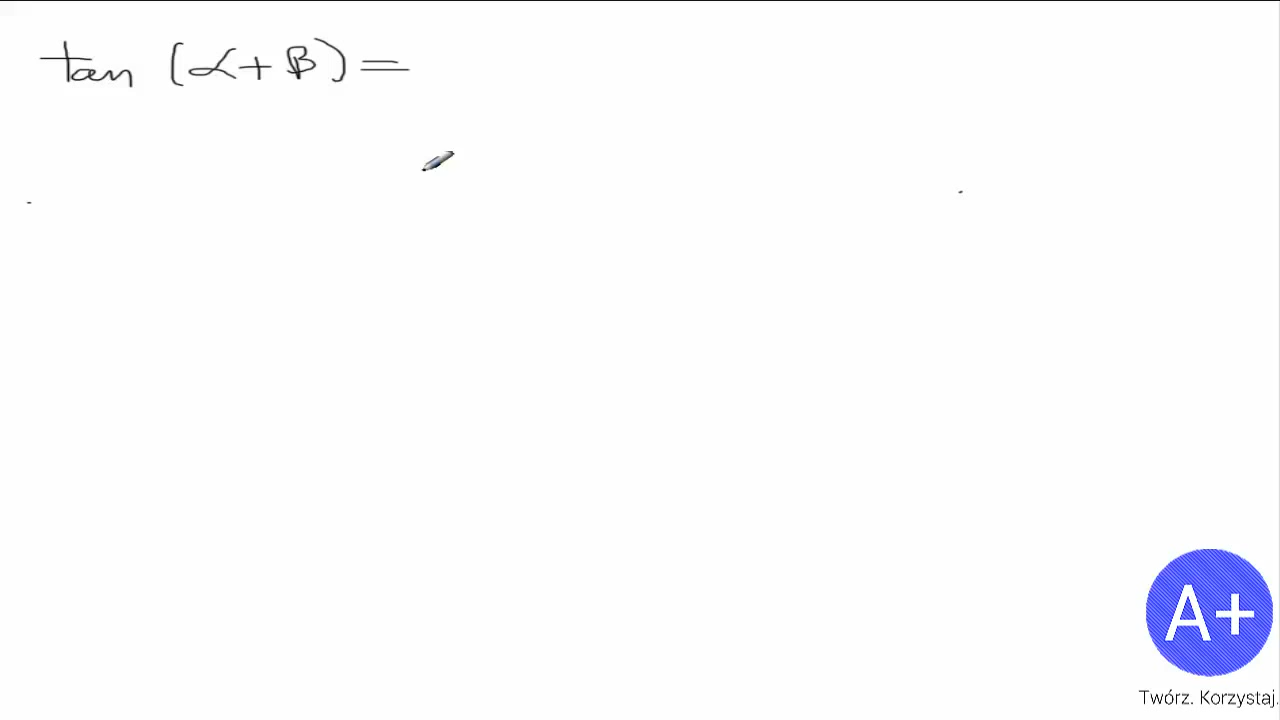 tan (α+β)=
A+
Twórz. Korzystaj.